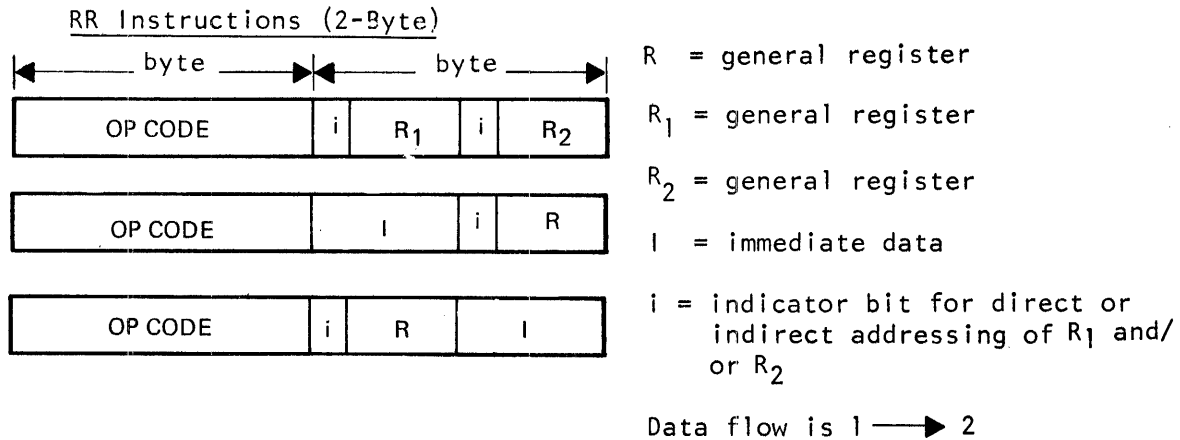 RR Instructions (2-Byte)
byte byte
OP CODE i R1 i R2
OP CODE I i R
OP CODE i R I
R = general register
R1 = general register
R2 = general register
I = immediate data
i = indicator bit for direct or
indirect addressing of R1 and/
or R2
Data flow is 1 → 2